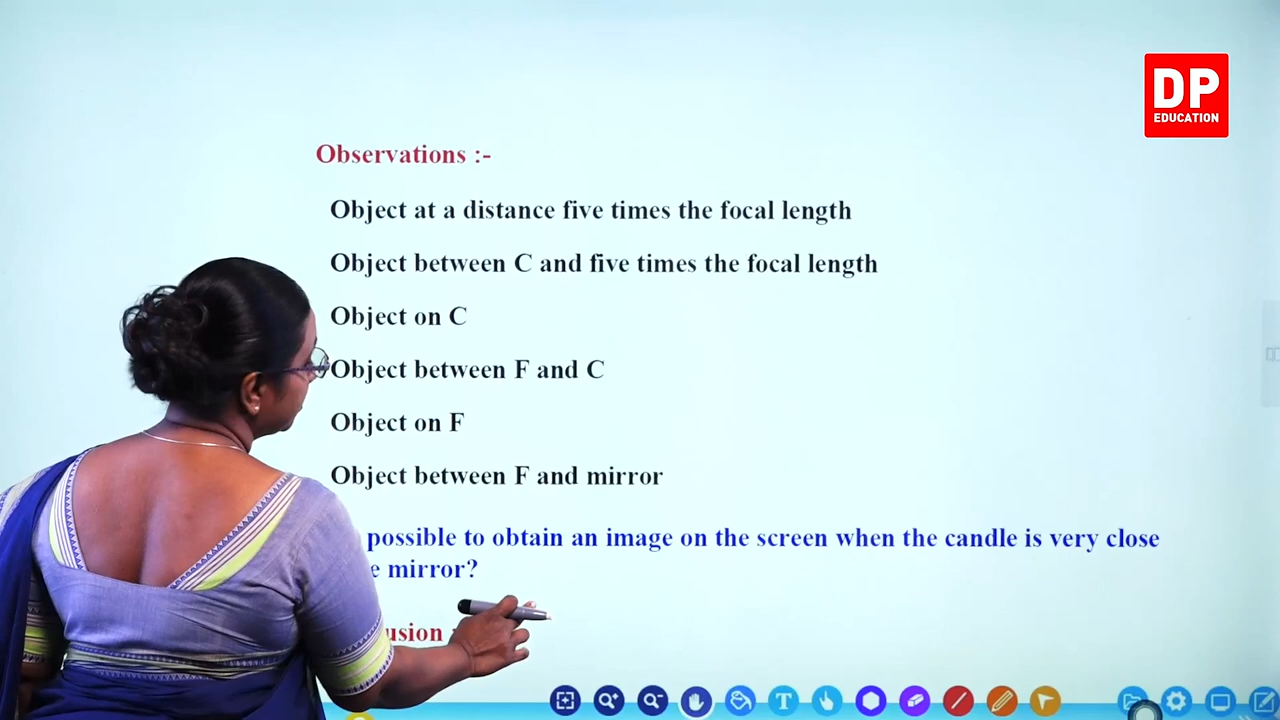 DP
EDUCATION
Observations :-
Object at a distance five times the focal length
Object between C and five times the focal length
Object on C
Object between F and C
Object on F
Object between F and mirror
possible to obtain an image on the screen when the candle is very close
mirror?